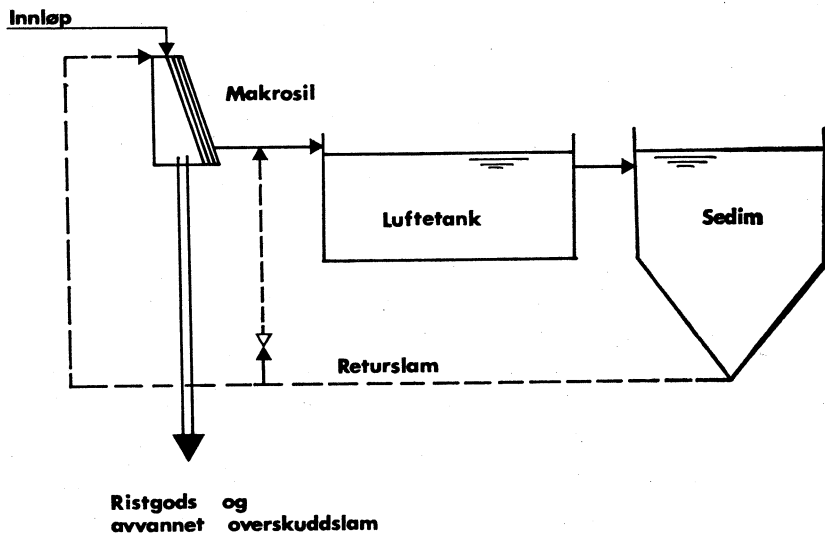 Innløp
Makrosil
Luftetank
Sedim
Returslam
Ristgods og
avvannet overskuddslam